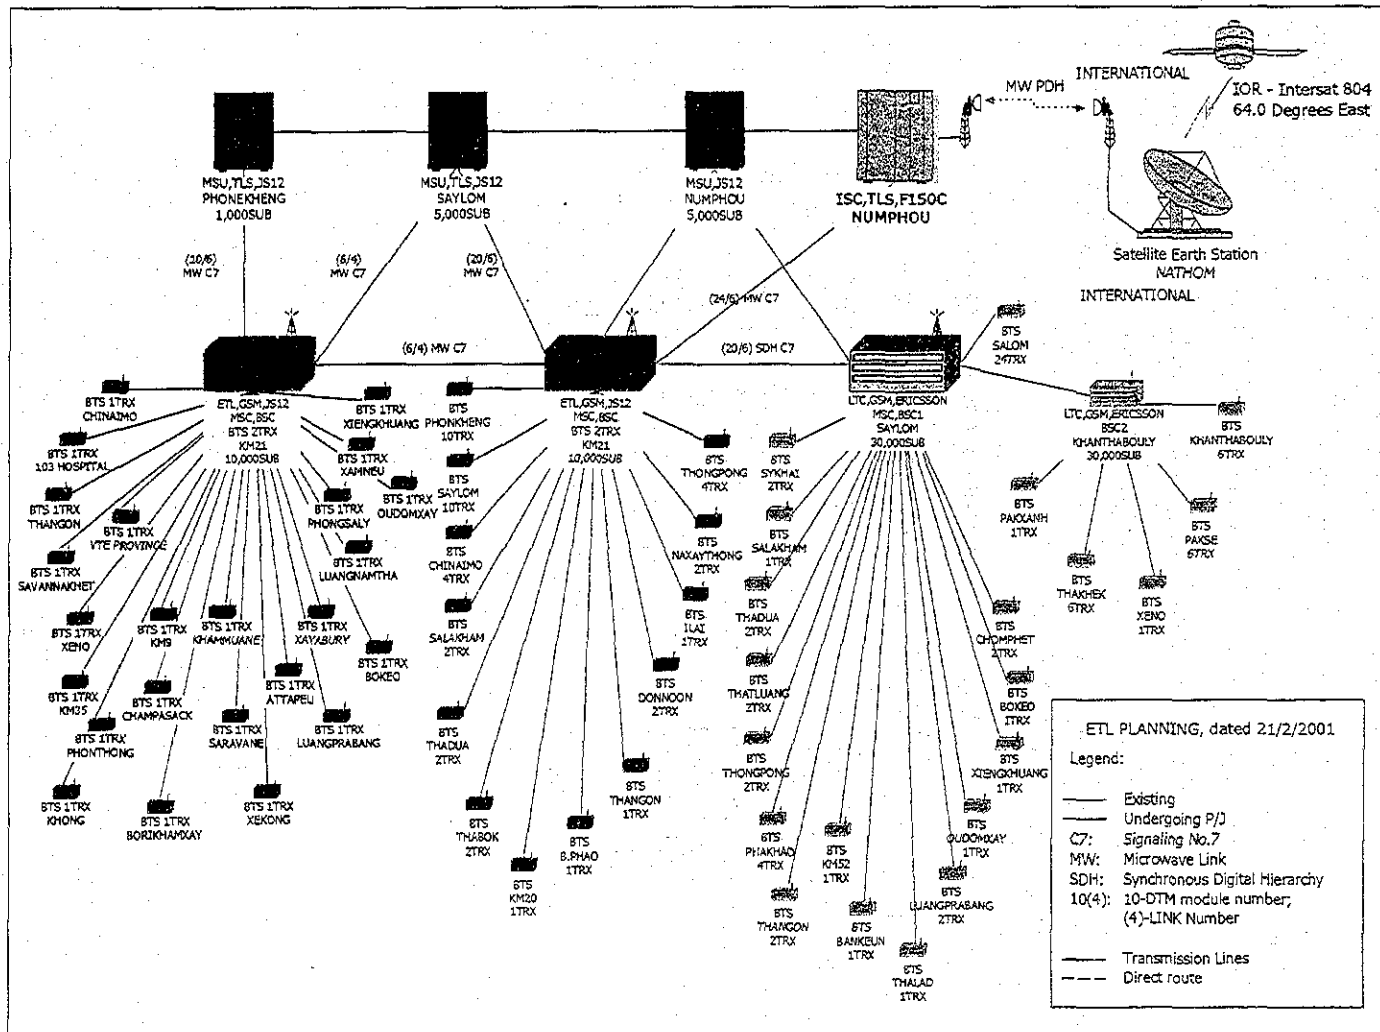 INTERNATIONAL
MW PDH
IOR - Intersat 804
64.0 Degrees East
MSU,TLS,JS12
PHONEKHENG
1,000SUB
MSU,TLS,JS12
SAYLOM
5,000SUB
MSU,JS12
NUMPHOU
5,000SUB
ISC,TLS,F150C
NUMPHOU
Satellite Earth Station
NATHOM
INTERNATIONAL
(10/6)
MW C7
(6/4)
MW C7
(20/6)
MW C7
(24/6) MW C7
(6/4) MW C7
(20/6) SDH C7
ETL,GSM,JS12
MSC,BSC
BTS 2TRX
KM21
10,000SUB
ETL,GSM,JS12
MSC,BSC
BTS 2TRX
KM21
10,000SUB
LTC,GSM,ERICSSON
MSC,BSC1
SAYLOM
30,000SUB
BTS
SALOM
24TRX
LTC,GSM,ERICSSON
BSC2
KHANTHABOULY
30,000SUB
BTS
KHANTHABOULY
6TRX
BTS
PAKXANH
1TRX
BTS
THAKHEK
6TRX
BTS
XENO
1TRX
BTS
PAKSE
6TRX
BTS 1TRX
CHINAIMO
BTS 1TRX
103 HOSPITAL
BTS 1TRX
THANGON
BTS 1TRX
VTE PROVINCE
BTS 1TRX
SAVANNAKHET
BTS 1TRX
XENO
BTS 1TRX
KM35
BTS 1TRX
PHONTHONG
BTS 1TRX
KHONG
BTS 1TRX
KM9
BTS 1TRX
CHAMPASACK
BTS 1TRX
BORIKHAMXAY
BTS 1TRX
KHAMMUANE
BTS 1TRX
SARAVANE
BTS 1TRX
XEKONG
BTS 1TRX
ATTAPEU
BTS 1TRX
LUANGPRABANG
BTS 1TRX
XAYABURY
BTS 1TRX
BOKEO
BTS 1TRX
LUANGNAMTHA
BTS 1TRX
PHONGSALY
BTS 1TRX
OUDOMXAY
BTS 1TRX
XAMNEU
BTS 1TRX
XIENGKHUANG
BTS
PHONKHENG
10TRX
BTS
SAYLOM
10TRX
BTS
CHINAIMO
4TRX
BTS
SALAKHAM
2TRX
BTS
THADUA
2TRX
BTS
THABOK
2TRX
BTS
KM20
1TRX
BTS
B.PHAO
1TRX
BTS
THANGON
1TRX
BTS
DONNOON
2TRX
BTS
ILAI
1TRX
BTS
NAXAYTHONG
2TRX
BTS
THONGPONG
4TRX
BTS
SYKHAI
2TRX
BTS
SALAKHAM
1TRX
BTS
THADUA
2TRX
BTS
THATLUANG
2TRX
BTS
THONGPONG
2TRX
BTS
PHAKHAO
4TRX
BTS
THANGON
2TRX
BTS
KM52
1TRX
BTS
BANKEUN
1TRX
BTS
THALAD
1TRX
BTS
LUANGPRABANG
2TRX
BTS
OUDOMXAY
1TRX
BTS
XIENGKHUANG
1TRX
BTS
BOKEO
1TRX
BTS
CHOMPHET
2TRX
ETL PLANNING, dated 21/2/2001
Legend:
Existing
Undergoing P/J
C7: Signaling No.7
MW: Microwave Link
SDH: Synchronous Digital Hierarchy
10(4): 10-DTM module number;
(4)-LINK Number
Transmission Lines
Direct route